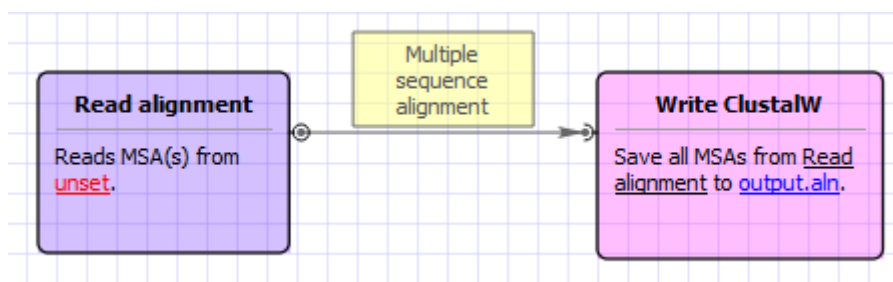 Multiple
sequence
alignment
Read alignment
Reads MSA(s) from
unset.
Write ClustalW
Save all MSAs from Read
alignment to output.aln.